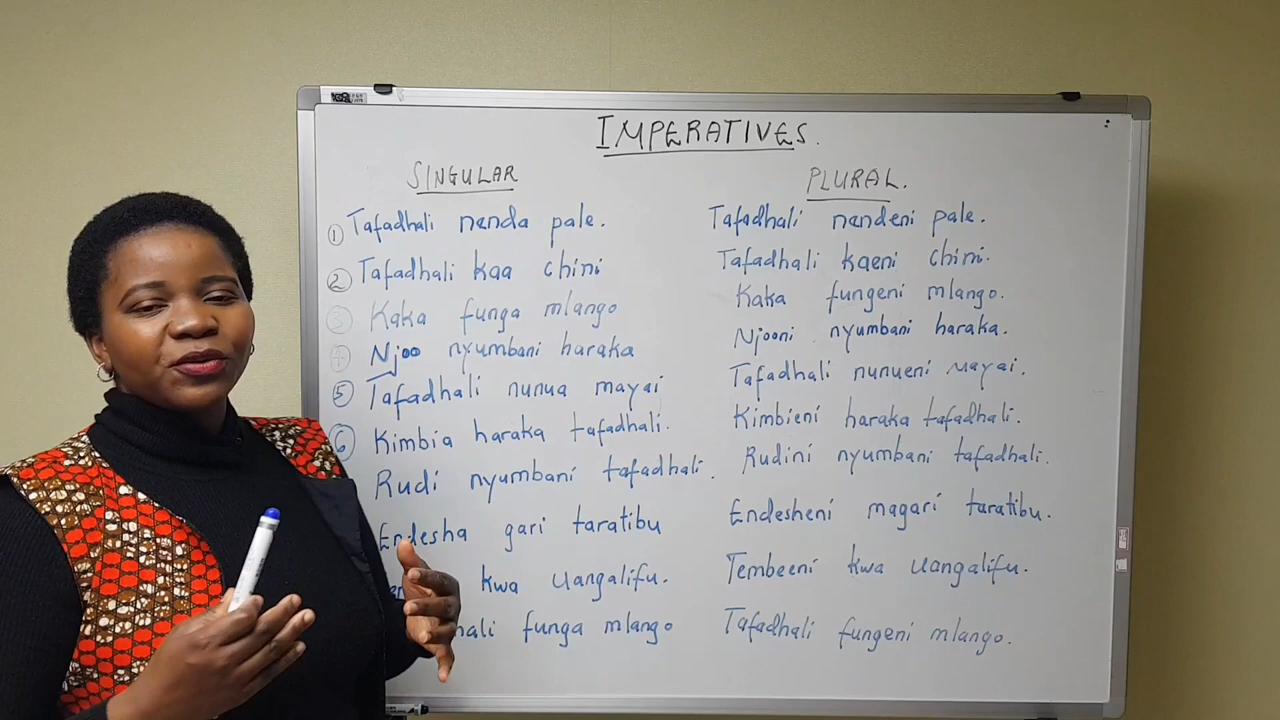 IMPERATIVES.
SINGULAR PLURAL.
1 Tafadhali nenda pale. Tafadhali nendeni pale.
2 Tafadhali kaa chini Tafadhali kaeni chini.
3 Kaka funga mlango Kaka fungeni mlango.
4 Njoo nyumbani haraka Njooni nyumbani haraka.
5 Tafadhali nunua mayai Tafadhali nunueni mayai.
6 Kimbia haraka tafadhali. Kimbieni haraka tafadhali.
Rudi nyumbani tafadhali. Rudini nyumbani tafadhali.
Endesha gari taratibu Endesheni magari taratibu.
kwa uangalifu. Tembeeni kwa uangalifu.
funga mlango Tafadhali fungeni mlango.